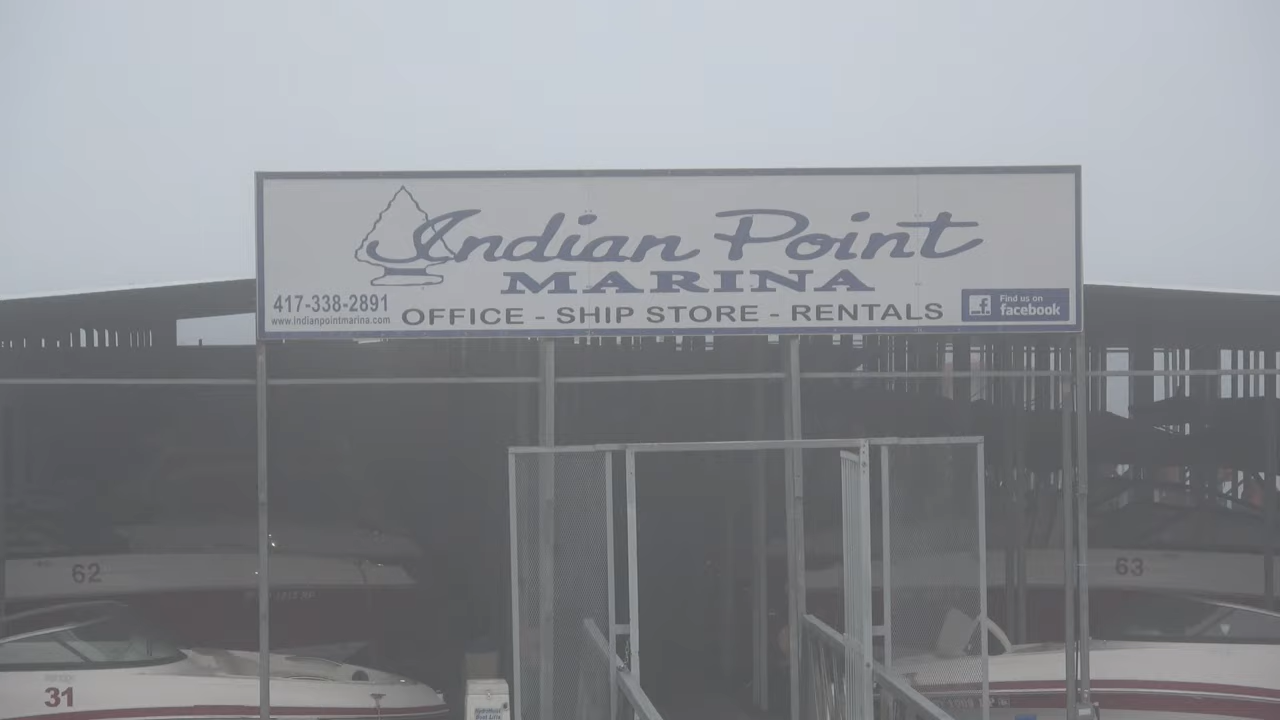 Indian Point
MARINA
417-338-2891
www.indianpointmarina.com
OFFICE - SHIP STORE - RENTALS
f
Find us on
facebook
62
63
31